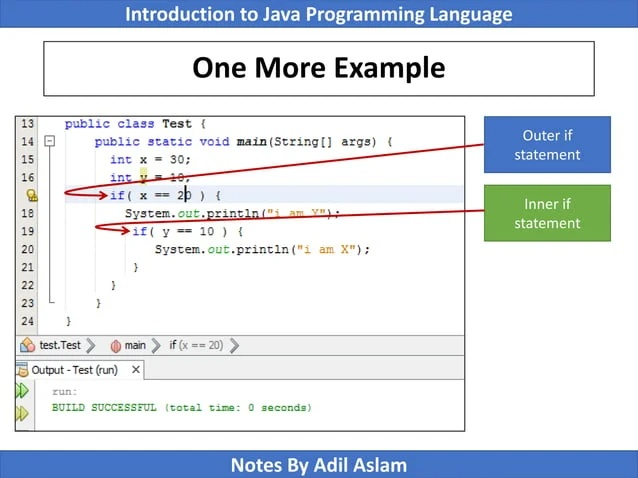 Introduction to Java Programming Language
One More Example
13 public class Test {
14 public static void main(String[] args) {
15 int x = 30;
16 int y = 10;
if( x == 20 ) {
18 System.out.println("i am X");
19 if( y == 10 ) {
20 System.out.println("i am X");
21 }
22 }
23 }
24 }
Outer if
statement
Inner if
statement
test.Test main if (x == 20)
Output - Test (run) X
run:
BUILD SUCCESSFUL (total time: 0 seconds)
Notes By Adil Aslam